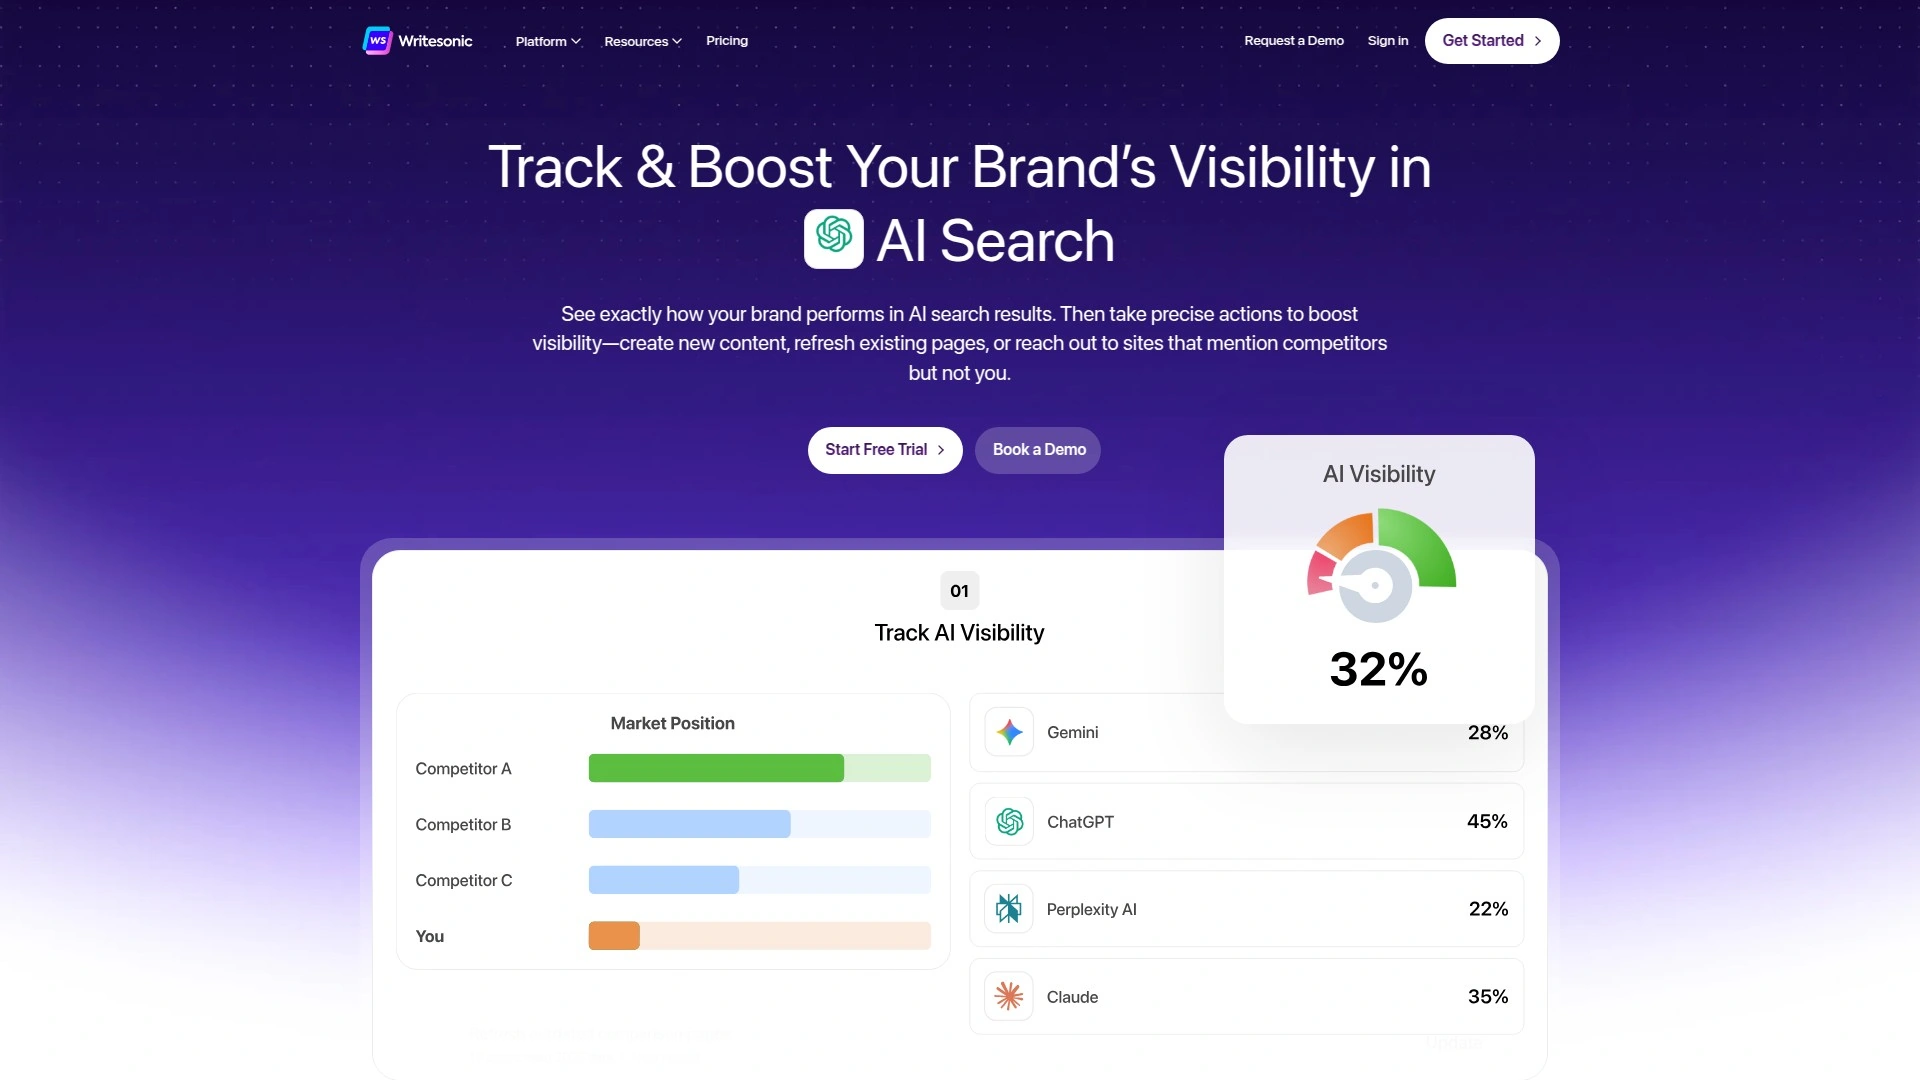 WS Writesonic
Platform
Resources
Pricing
Request a Demo
Sign in
Get Started
Track & Boost Your Brand’s Visibility in
AI Search
See exactly how your brand performs in AI search results. Then take precise actions to boost
visibility—create new content, refresh existing pages, or reach out to sites that mention competitors
but not you.
Start Free Trial
Book a Demo
AI Visibility
32%
01
Track AI Visibility
Market Position
Competitor A
Competitor B
Competitor C
You
Gemini 28%
ChatGPT 45%
Perplexity AI 22%
Claude 35%